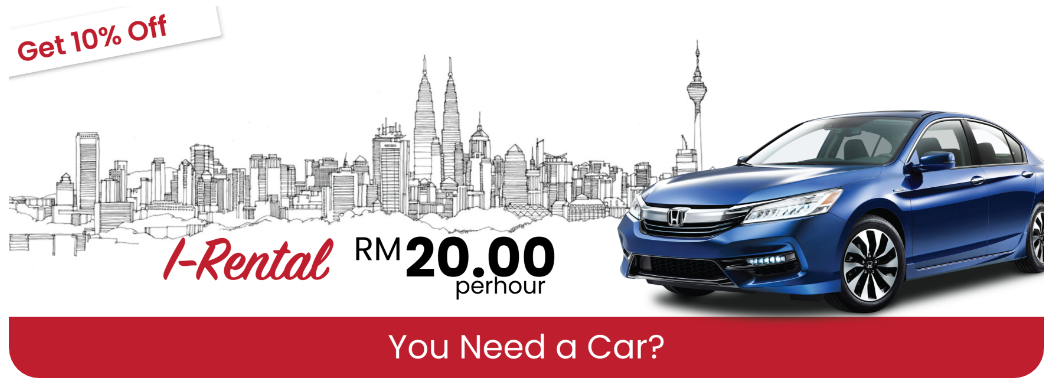 Get 10% Off
I-Rental
RM20.00
perhour
You Need a Car?